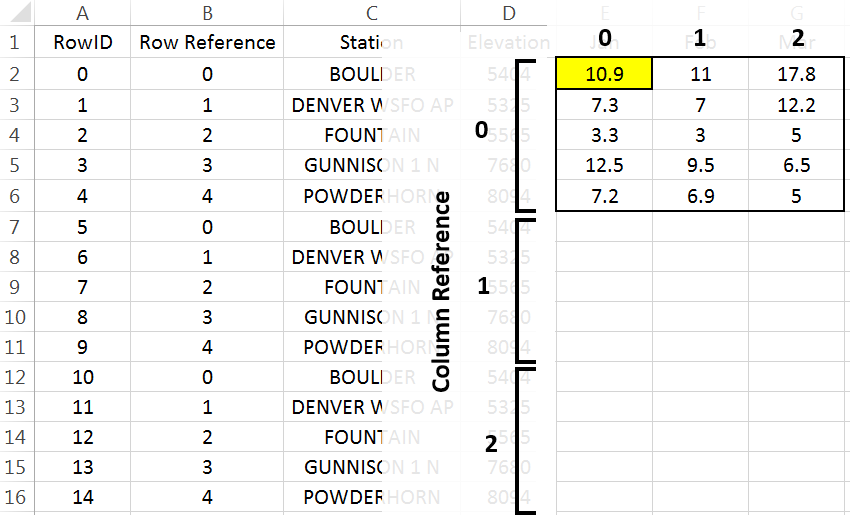 A B C D E F G
0 1 2
1 RowID Row Reference Station Elevation Jan Feb Mar
2 0 0 BOULDER 5404 10.9 11 17.8
3 1 1 DENVER WSFO AP 5325 7.3 7 12.2
4 2 2 FOUNTAIN 5565 3.3 3 5
0
5 3 3 GUNNISON 1 N 7680 12.5 9.5 6.5
6 4 4 POWDERHORN 8094 7.2 6.9 5
7 5 0 BOULDER 5404
8 6 1 DENVER WSFO AP 5325
9 7 2 FOUNTAIN 5565
1
10 8 3 GUNNISON 1 N 7680
11 9 4 POWDERHORN 8094
Column Reference
12 10 0 BOULDER 5404
13 11 1 DENVER WSFO AP 5325
14 12 2 FOUNTAIN 5565
2
15 13 3 GUNNISON 1 N 7680
16 14 4 POWDERHORN 8094